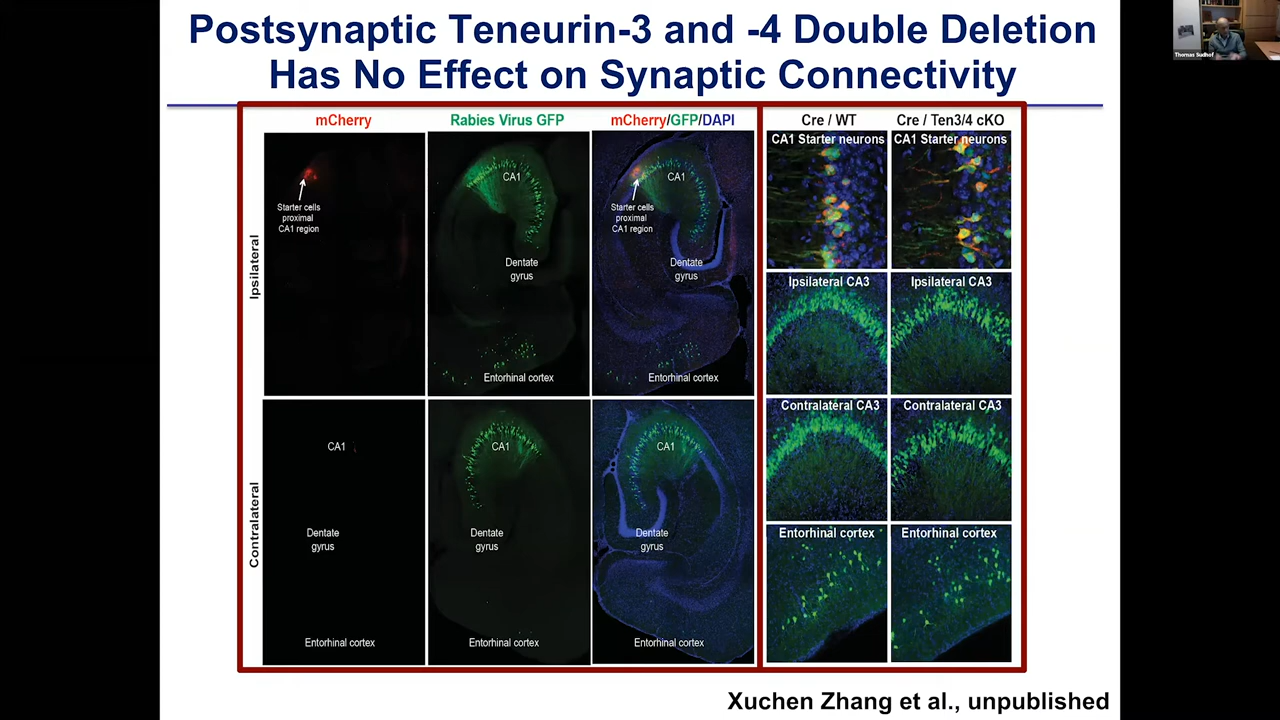 Postsynaptic Teneurin-3 and -4 Double Deletion
Has No Effect on Synaptic Connectivity
Thomas Sudhof
mCherry
Rabies Virus GFP
mCherry/GFP/DAPI
Cre / WT
Cre / Ten3/4 cKO
Ipsilateral
Starter cells
proximal
CA1 region
CA1
Dentate
gyrus
Entorhinal cortex
CA1
Starter cells
proximal
CA1 region
Dentate
gyrus
Entorhinal cortex
CA1 Starter neurons
CA1 Starter neurons
Ipsilateral CA3
Ipsilateral CA3
Contralateral
CA1
Dentate
gyrus
Entorhinal cortex
CA1
Dentate
gyrus
Entorhinal cortex
CA1
Dentate
gyrus
Entorhinal cortex
Contralateral CA3
Contralateral CA3
Entorhinal cortex
Entorhinal cortex
Xuchen Zhang et al., unpublished